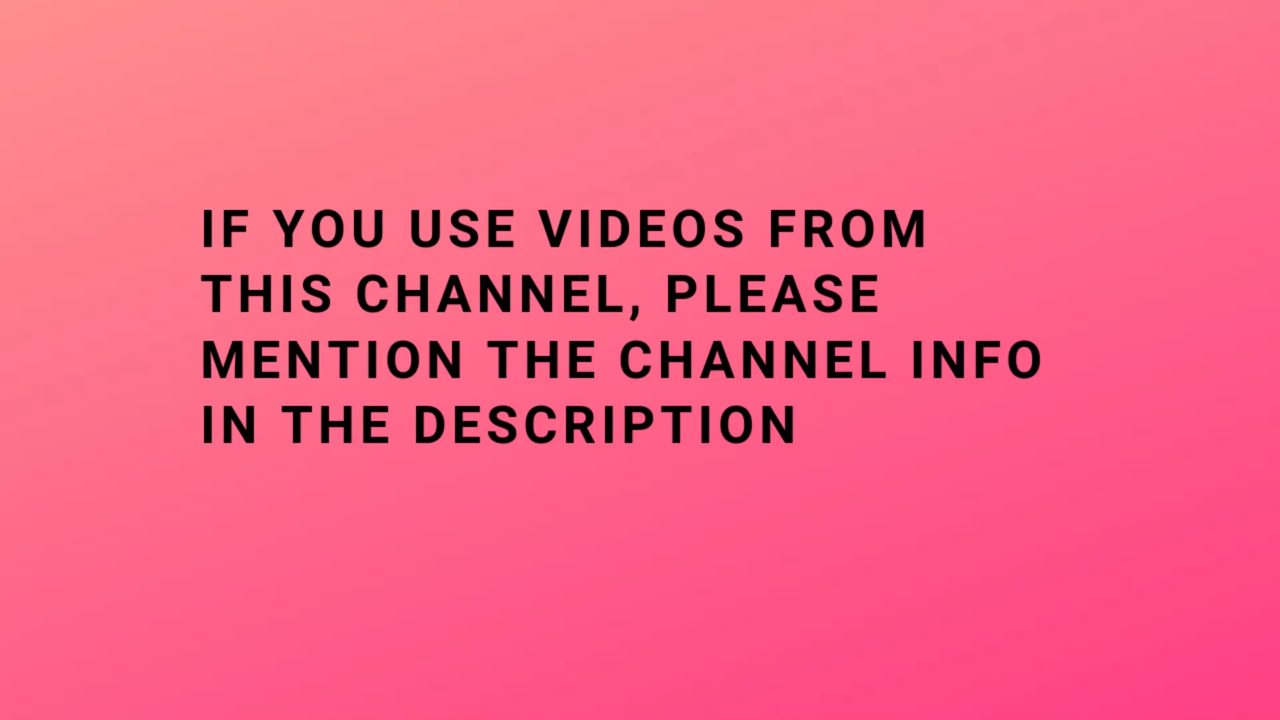 IF YOU USE VIDEOS FROM
THIS CHANNEL, PLEASE
MENTION THE CHANNEL INFO
IN THE DESCRIPTION